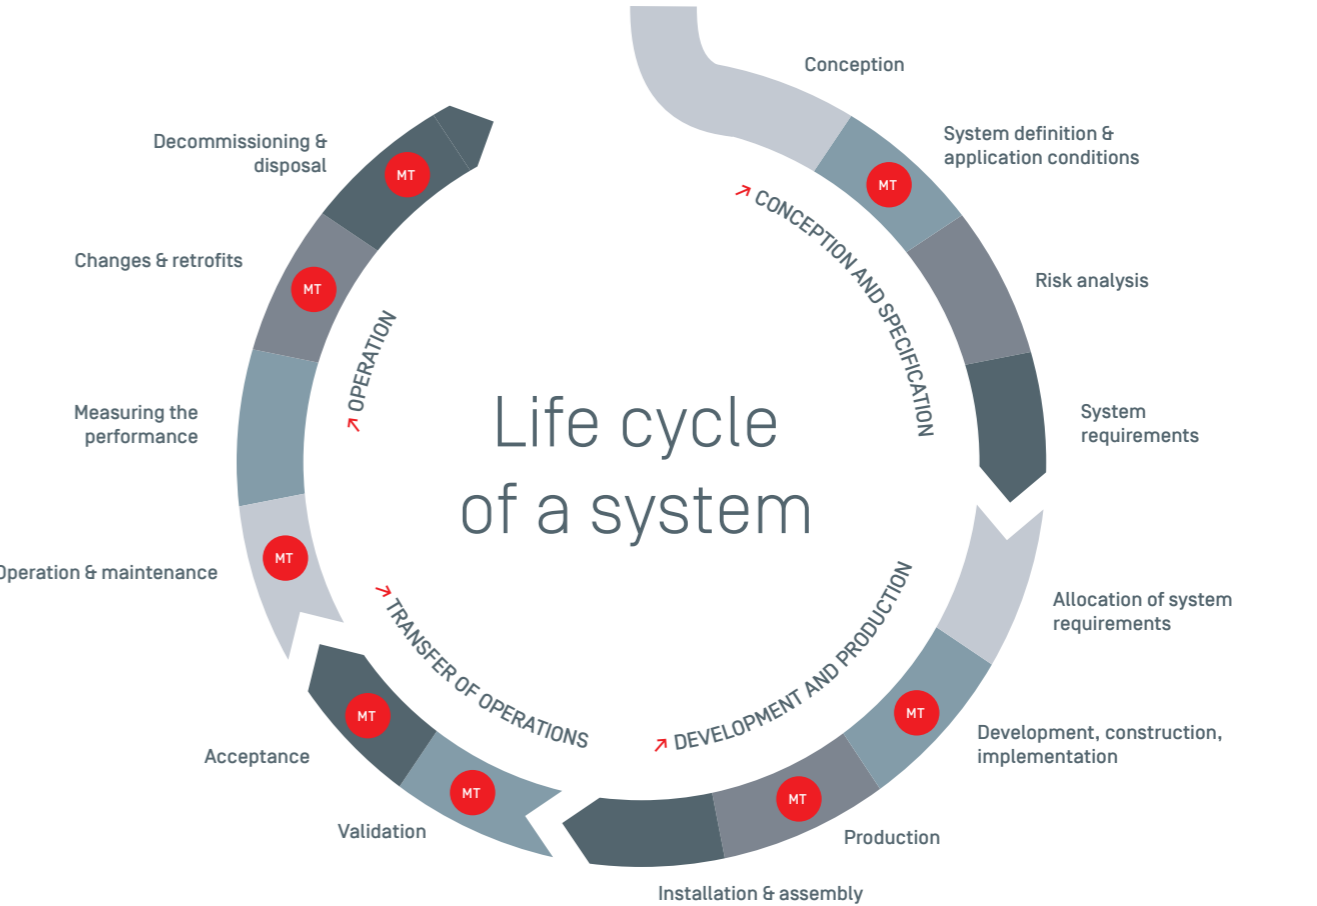 Conception
System definition &
application conditions
MT
Risk analysis
System
requirements
↗ CONCEPTION AND SPECIFICATION
Allocation of system
requirements
Development, construction,
implementation
MT
Production
MT
Installation & assembly
↗ DEVELOPMENT AND PRODUCTION
Validation
MT
Acceptance
MT
↗ TRANSFER OF OPERATIONS
Operation & maintenance
MT
Measuring the
performance
Changes & retrofits
MT
Decommissioning &
disposal
MT
↗ OPERATION
Life cycle
of a system